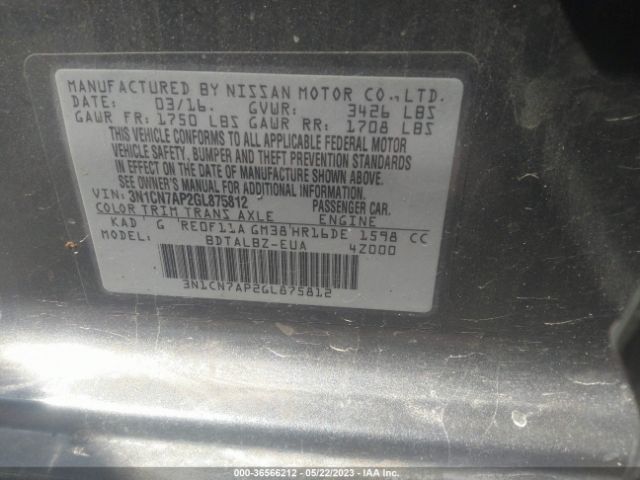 MANUFACTURED BY NISSAN MOTOR CO., LTD.
DATE: 03/16. GVWR: 3426 LBS
GAWR FR: 1750 LBS GAWR RR: 1708 LBS
THIS VEHICLE CONFORMS TO ALL APPLICABLE FEDERAL MOTOR
VEHICLE SAFETY, BUMPER AND THEFT PREVENTION STANDARDS
IN EFFECT ON THE DATE OF MANUFACTURE SHOWN ABOVE.
SEE OWNER'S MANUAL FOR ADDITIONAL INFORMATION.
VIN: 3N1CN7AP2GL875812 PASSENGER CAR.
COLOR TRIM TRANS AXLE ENGINE
KAD G RE0F11A GM38 HR16DE 1598 CC
MODEL: BDTALBZ-EUA 4Z000
3N1CN7AP2GL875812
000-36566212 - 05/22/2023 - IAA Inc.